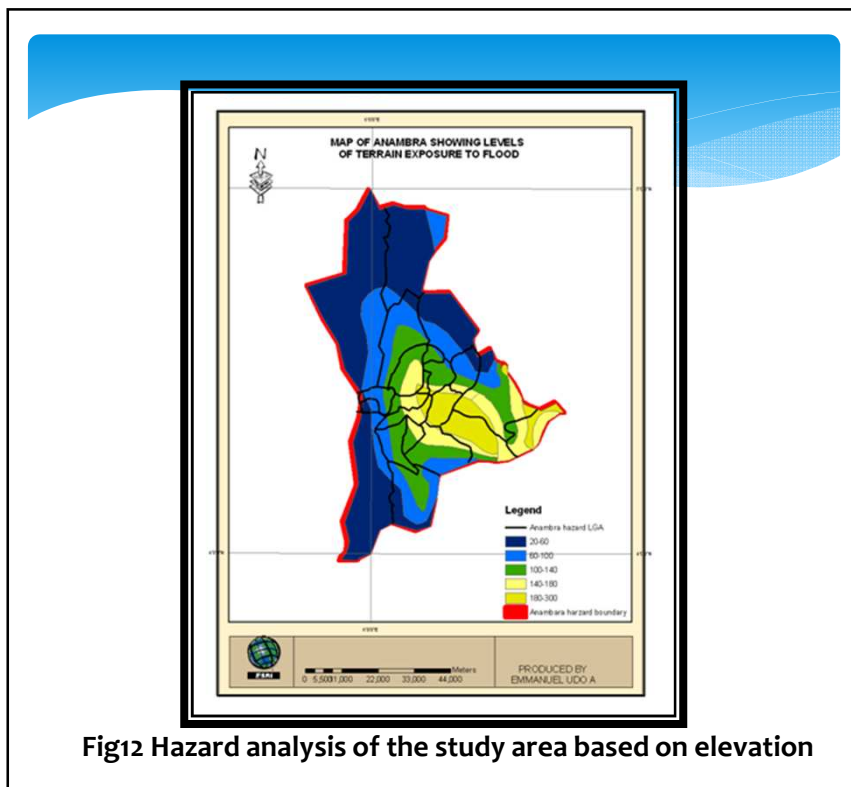 MAP OF ANAMBRA SHOWING LEVELS
OF TERRAIN EXPOSURE TO FLOOD
N
Legend
Anambra hazard LGA
20-60
60-100
100-140
140-180
180-300
Anambara harzard boundary
Meters
0 5,50011,000 22,000 33,000 44,000
PRODUCED BY
EMMANUEL UDO A
Fig12 Hazard analysis of the study area based on elevation